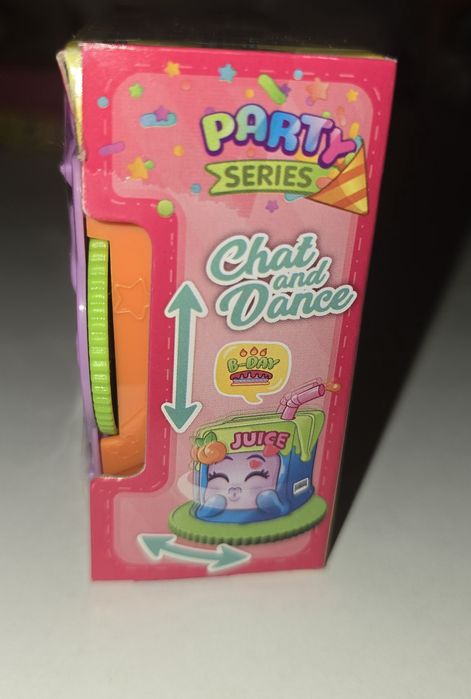 PARTY
SERIES
Chat
and
Dance
B-DAY
JUICE